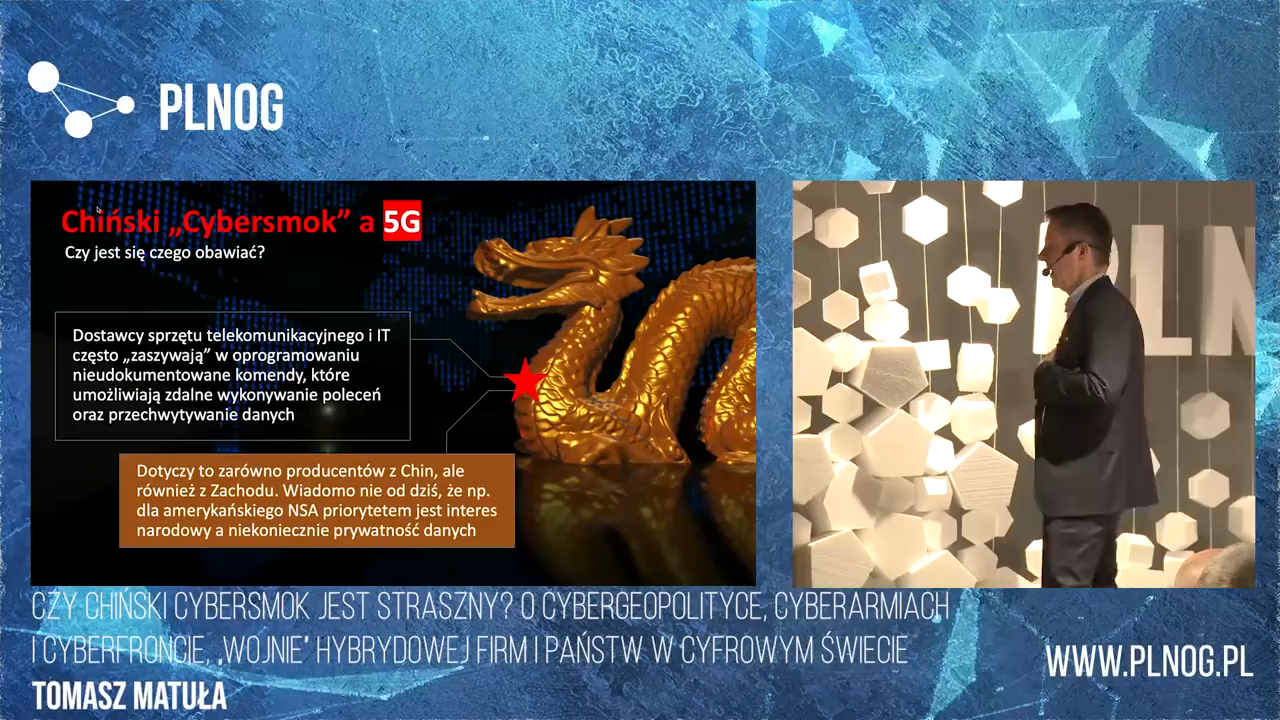 PLNOG
Chiński „Cybersmok” a 5G
Czy jest się czego obawiać?
Dostawcy sprzętu telekomunikacyjnego i IT
często „zaszywają” w oprogramowaniu
nieudokumentowane komendy, które
umożliwiają zdalne wykonywanie poleceń
oraz przechwytywanie danych
Dotyczy to zarówno producentów z Chin, ale
również z Zachodu. Wiadomo nie od dziś, że np.
dla amerykańskiego NSA priorytetem jest interes
narodowy a niekoniecznie prywatność danych
PLN
CZY CHIŃSKI CYBERSMOK JEST STRASZNY? O CYBERGEOPOLITYCE, CYBERARMIACH
I CYBERFRONCIE, „WOJNIE” HYBRYDOWEJ FIRM I PAŃSTW W CYFROWYM ŚWIECIE
TOMASZ MATUŁA
WWW.PLNOG.PL